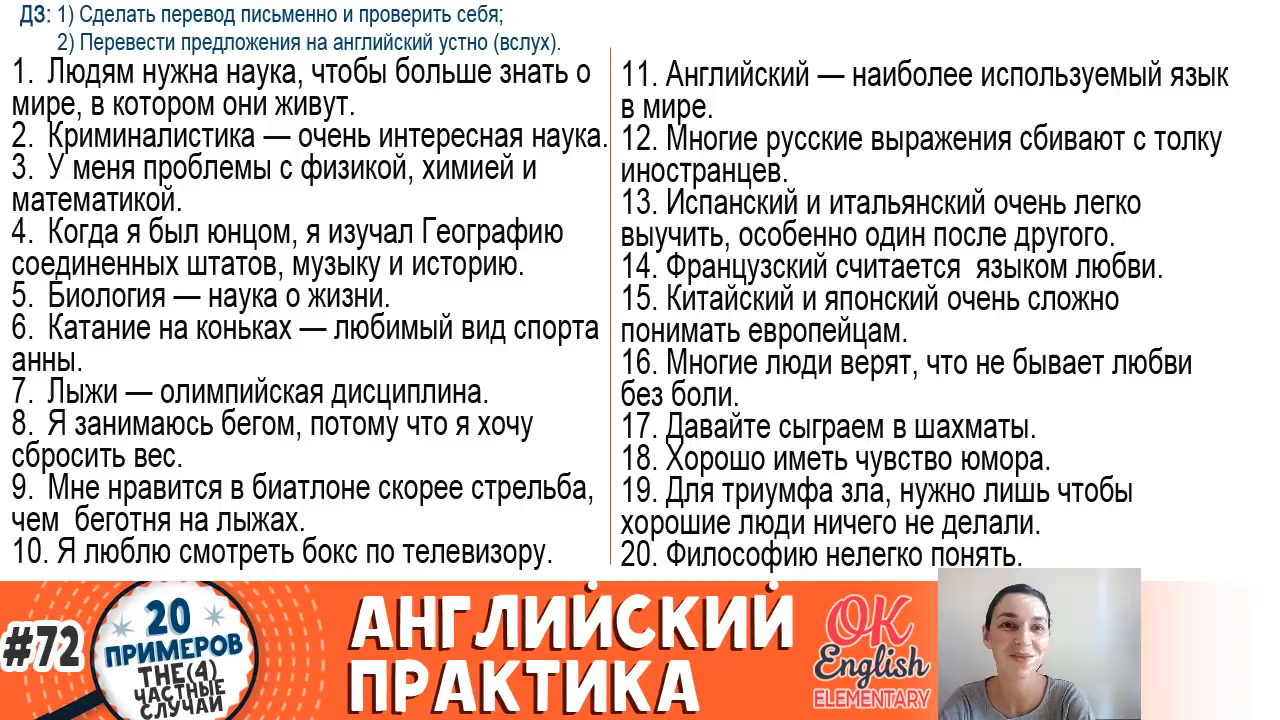 ДЗ: 1) Сделать перевод письменно и проверить себя;
2) Перевести предложения на английский устно (вслух).
1. Людям нужна наука, чтобы больше знать о
мире, в котором они живут.
2. Криминалистика — очень интересная наука.
3. У меня проблемы с физикой, химией и
математикой.
4. Когда я был юнцом, я изучал Географию
соединенных штатов, музыку и историю.
5. Биология — наука о жизни.
6. Катание на коньках — любимый вид спорта
анны.
7. Лыжи — олимпийская дисциплина.
8. Я занимаюсь бегом, потому что я хочу
сбросить вес.
9. Мне нравится в биатлоне скорее стрельба,
чем беготня на лыжах.
10. Я люблю смотреть бокс по телевизору.
11. Английский — наиболее используемый язык
в мире.
12. Многие русские выражения сбивают с толку
иностранцев.
13. Испанский и итальянский очень легко
выучить, особенно один после другого.
14. Французский считается языком любви.
15. Китайский и японский очень сложно
понимать европейцам.
16. Многие люди верят, что не бывает любви
без боли.
17. Давайте сыграем в шахматы.
18. Хорошо иметь чувство юмора.
19. Для триумфа зла, нужно лишь чтобы
хорошие люди ничего не делали.
20. Философию нелегко понять.
#72
20
ПРИМЕРОВ
THE(4)
ЧАСТНЫЕ
СЛУЧАИ
АНГЛИЙСКИЙ
ПРАКТИКА
OK
English
ELEMENTARY